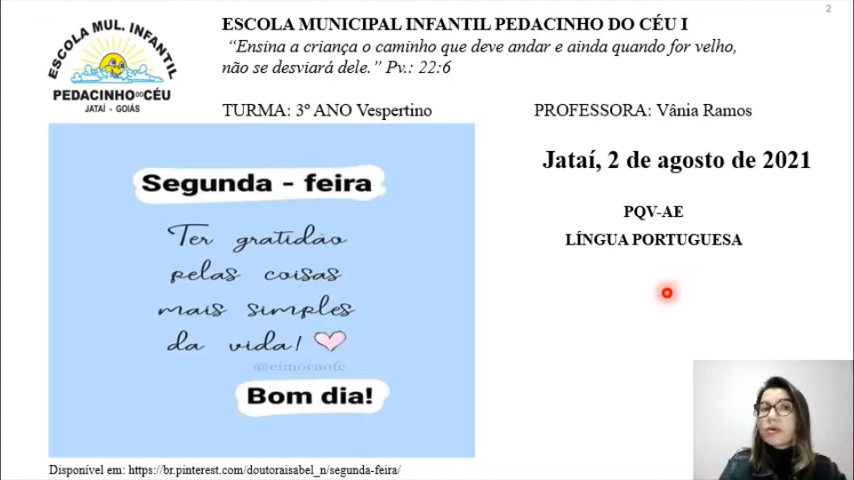 2
ESCOLA MUL. INFANTIL
PEDACINHO DO CÉU
JATAÍ - GOIÁS
ESCOLA MUNICIPAL INFANTIL PEDACINHO DO CÉU I
“Ensina a criança o caminho que deve andar e ainda quando for velho,
não se desviará dele.” Pv.: 22:6
TURMA: 3º ANO Vespertino
PROFESSORA: Vânia Ramos
Segunda - feira
Ter gratidão
pelas coisas
mais simples
da vida!
@eimocaofc
Bom dia!
Jataí, 2 de agosto de 2021
PQV-AE
LÍNGUA PORTUGUESA
Disponível em: https://br.pinterest.com/doutoraisabel_n/segunda-feira/